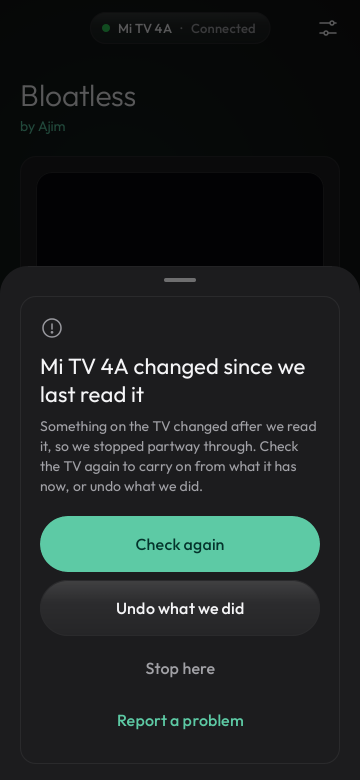 Mi TV 4A · Connected
Bloatless
by Ajim
Mi TV 4A changed since we
last read it
Something on the TV changed after we read
it, so we stopped partway through. Check
the TV again to carry on from what it has
now, or undo what we did.
Check again
Undo what we did
Stop here
Report a problem